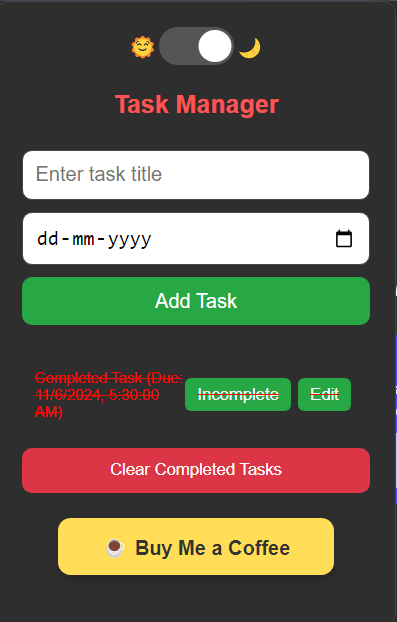 Task Manager
Enter task title
dd-mm-yyyy
Add Task
Completed Task (Due:
11/6/2024, 5:30:00
AM)
Incomplete
Edit
Clear Completed Tasks
Buy Me a Coffee